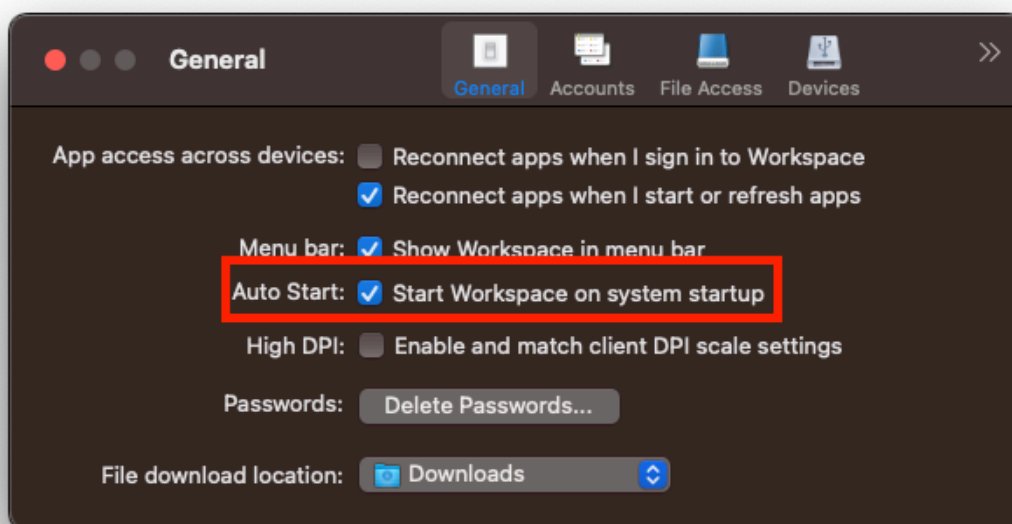 General
General Accounts File Access Devices
App access across devices: Reconnect apps when I sign in to Workspace
Reconnect apps when I start or refresh apps
Menu bar: Show Workspace in menu bar
Auto Start: Start Workspace on system startup
High DPI: Enable and match client DPI scale settings
Passwords: Delete Passwords...
File download location: Downloads